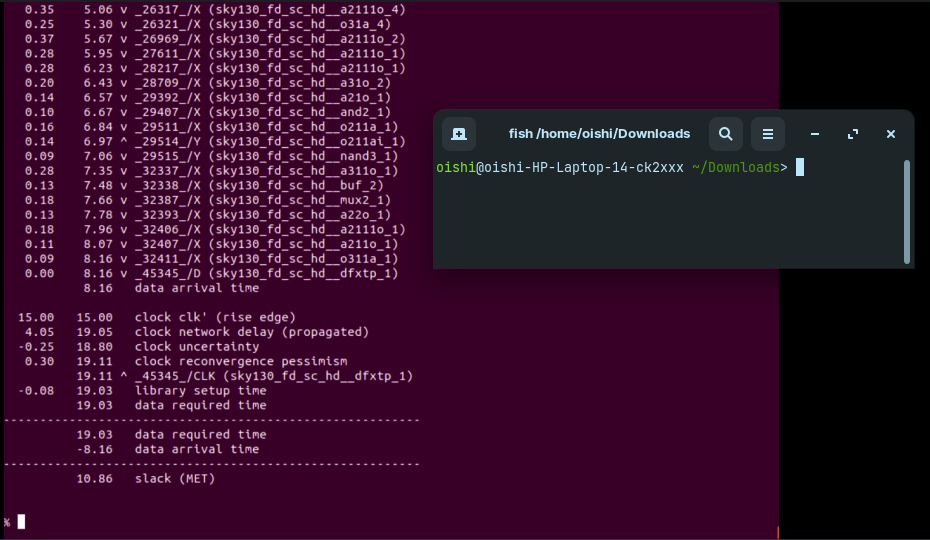 0.35 5.06 v _26317_/X (sky130_fd_sc_hd__a2111o_4)
0.25 5.30 v _26321_/X (sky130_fd_sc_hd__o31a_4)
0.37 5.67 v _26969_/X (sky130_fd_sc_hd__a2111o_2)
0.28 5.95 v _27611_/X (sky130_fd_sc_hd__a2111o_1)
0.28 6.23 v _28217_/X (sky130_fd_sc_hd__a2111o_1)
0.20 6.43 v _28709_/X (sky130_fd_sc_hd__a31o_2)
0.14 6.57 v _29392_/X (sky130_fd_sc_hd__a21o_1)
0.10 6.67 v _29407_/X (sky130_fd_sc_hd__and2_1)
0.16 6.84 v _29511_/X (sky130_fd_sc_hd__o211a_1)
0.14 6.97 ^ _29514_/Y (sky130_fd_sc_hd__o211ai_1)
0.09 7.06 v _29515_/Y (sky130_fd_sc_hd__nand3_1)
0.28 7.35 v _32337_/X (sky130_fd_sc_hd__a311o_1)
0.13 7.48 v _32338_/X (sky130_fd_sc_hd__buf_2)
0.18 7.66 v _32387_/X (sky130_fd_sc_hd__mux2_1)
0.13 7.78 v _32393_/X (sky130_fd_sc_hd__a22o_1)
0.18 7.96 v _32406_/X (sky130_fd_sc_hd__a2111o_1)
0.11 8.07 v _32407_/X (sky130_fd_sc_hd__a211o_1)
0.09 8.16 v _32411_/X (sky130_fd_sc_hd__o311a_1)
0.00 8.16 v _45345_/D (sky130_fd_sc_hd__dfxtp_1)
8.16 data arrival time
15.00 15.00 clock clk' (rise edge)
4.05 19.05 clock network delay (propagated)
-0.25 18.80 clock uncertainty
0.30 19.11 clock reconvergence pessimism
19.11 ^ _45345_/CLK (sky130_fd_sc_hd__dfxtp_1)
-0.08 19.03 library setup time
19.03 data required time
---------------------------------------------------------
19.03 data required time
-8.16 data arrival time
---------------------------------------------------------
10.86 slack (MET)
%
fish /home/oishi/Downloads
oishi@oishi-HP-Laptop-14-ck2xxx ~/Downloads>